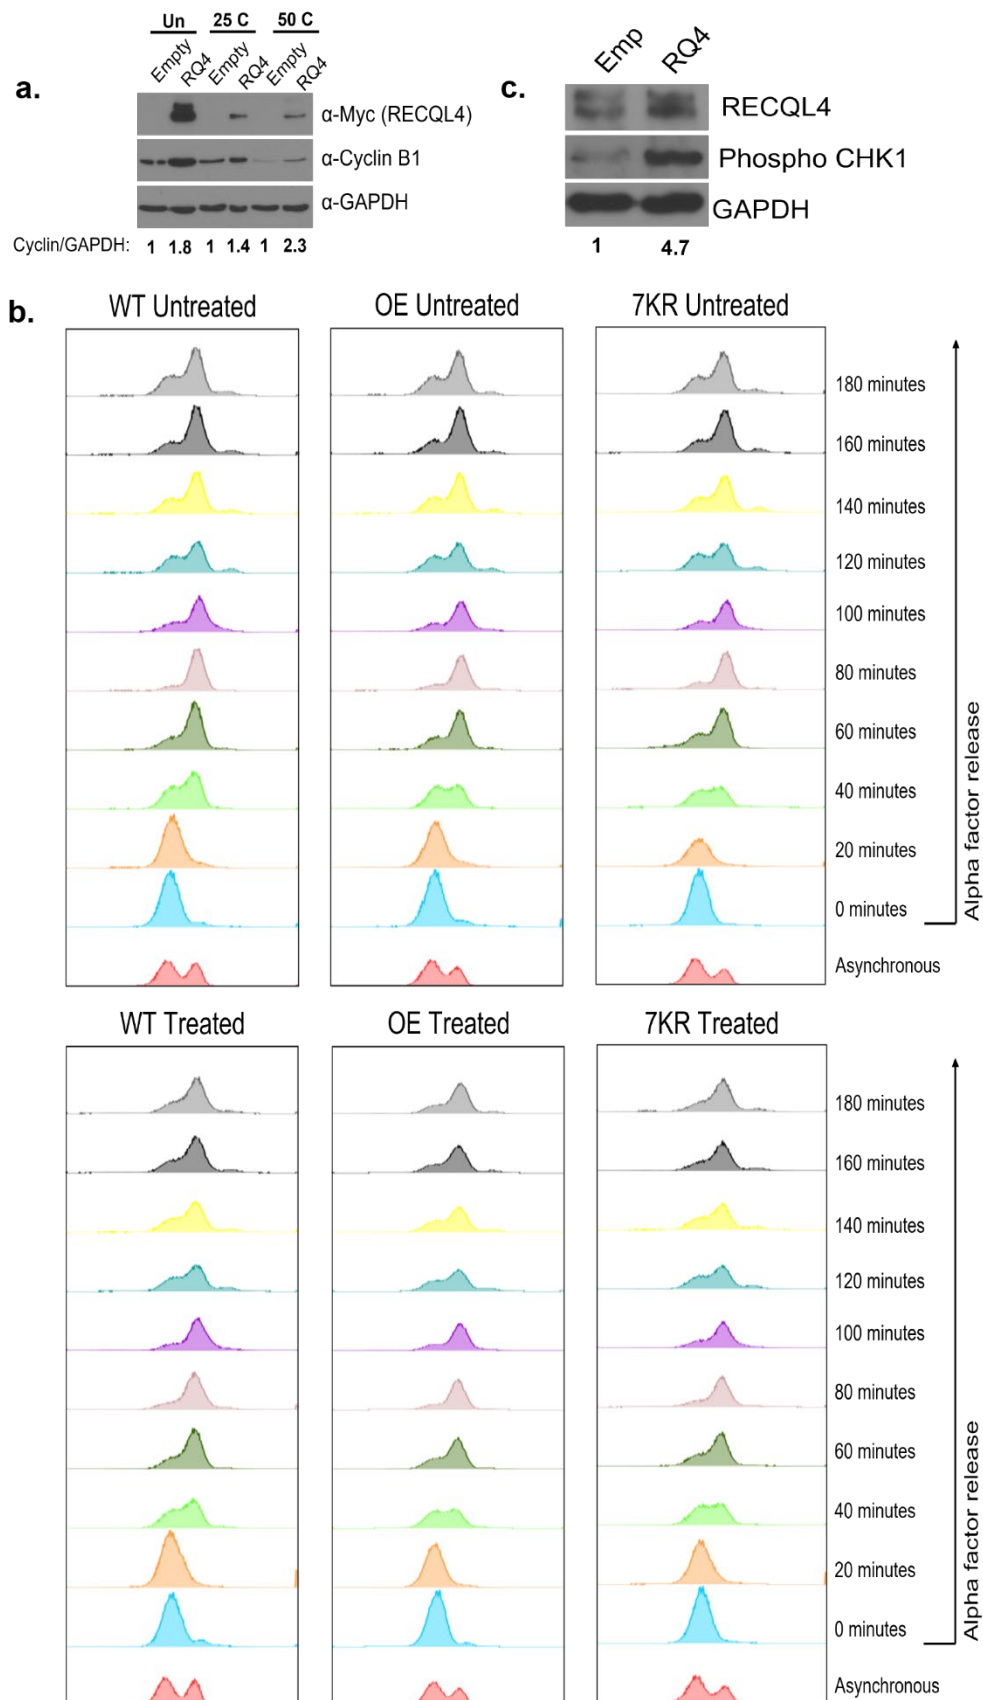 a.
Un 25 C 50 C
Empty RQ4 Empty RQ4 Empty RQ4
α-Myc (RECQL4)
α-Cyclin B1
α-GAPDH
Cyclin/GAPDH: 1 1.8 1 1.4 1 2.3
c.
Emp RQ4
RECQL4
Phospho CHK1
GAPDH
1 4.7
b.
WT Untreated OE Untreated 7KR Untreated
180 minutes
160 minutes
140 minutes
120 minutes
100 minutes
80 minutes
60 minutes
40 minutes
20 minutes
0 minutes
Asynchronous
Alpha factor release
WT Treated OE Treated 7KR Treated
180 minutes
160 minutes
140 minutes
120 minutes
100 minutes
80 minutes
60 minutes
40 minutes
20 minutes
0 minutes
Asynchronous
Alpha factor release